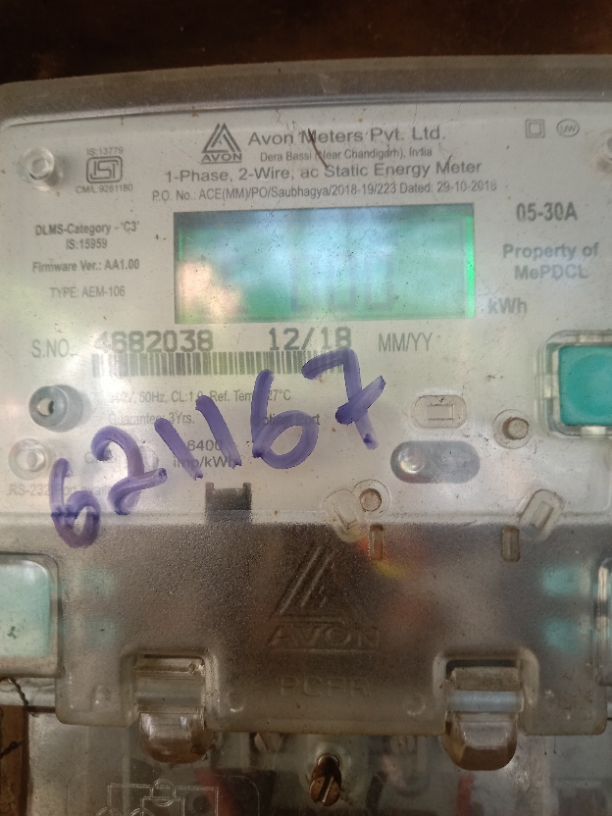 IS:13779
CM/L 9261180
AVON
Avon Meters Pvt. Ltd.
Dera Bassi (Near Chandigarh), India
1-Phase, 2-Wire, ac Static Energy Meter
P.O. No.: ACE(MM)/PO/Saubhagya/2018-19/223 Dated: 29-10-2018
UW
DLMS-Category - 'C3'
IS:15959
Firmware Ver.: AA1.00
TYPE: AEM-106
05-30A
Property of
MePDCL
kWh
S.NO. 4682038 12/18 MM/YY
50Hz, CL:1.0 Ref. Temp. 27°C
Guarantee: 3Yrs.
6400
imp/kWh
621167
AVON